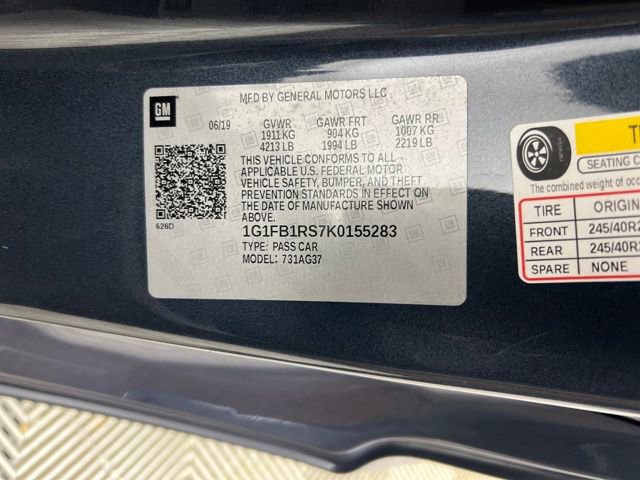 MFD BY GENERAL MOTORS LLC
GM
06/19 GVWR GAWR FRT GAWR RR
1911 KG 904 KG 1007 KG
4213 LB 1994 LB 2219 LB
THIS VEHICLE CONFORMS TO ALL
APPLICABLE U.S. FEDERAL MOTOR
VEHICLE SAFETY, BUMPER, AND THEFT
PREVENTION STANDARDS IN EFFECT ON
THE DATE OF MANUFACTURE SHOWN
ABOVE.
626D
1G1FB1RS7K0155283
TYPE: PASS CAR
MODEL: 731AG37
SEATING
The combined weight of
TIRE ORIGIN
FRONT 245/40R2
REAR 245/40R2
SPARE NONE